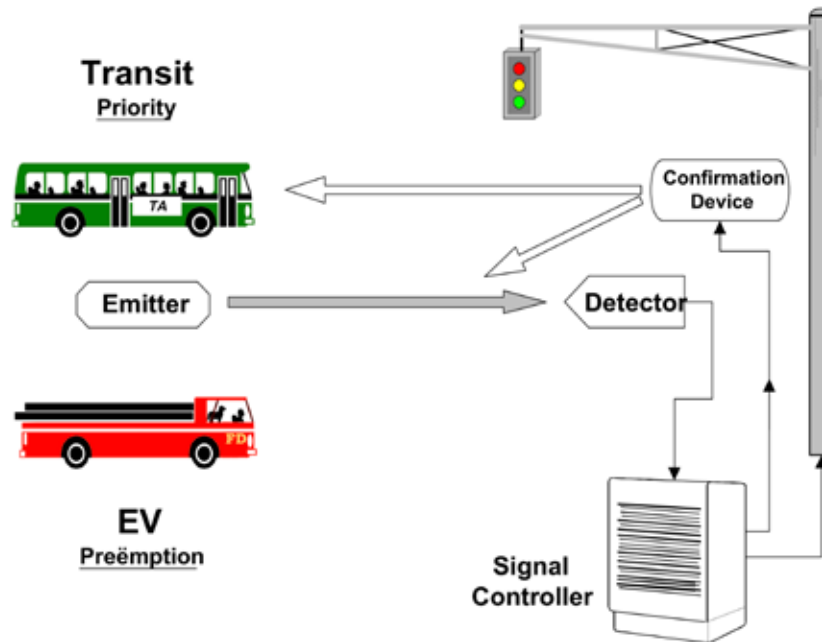 Transit
Priority
TA
Confirmation
Device
Emitter
Detector
FD
EV
Preëmption
Signal
Controller